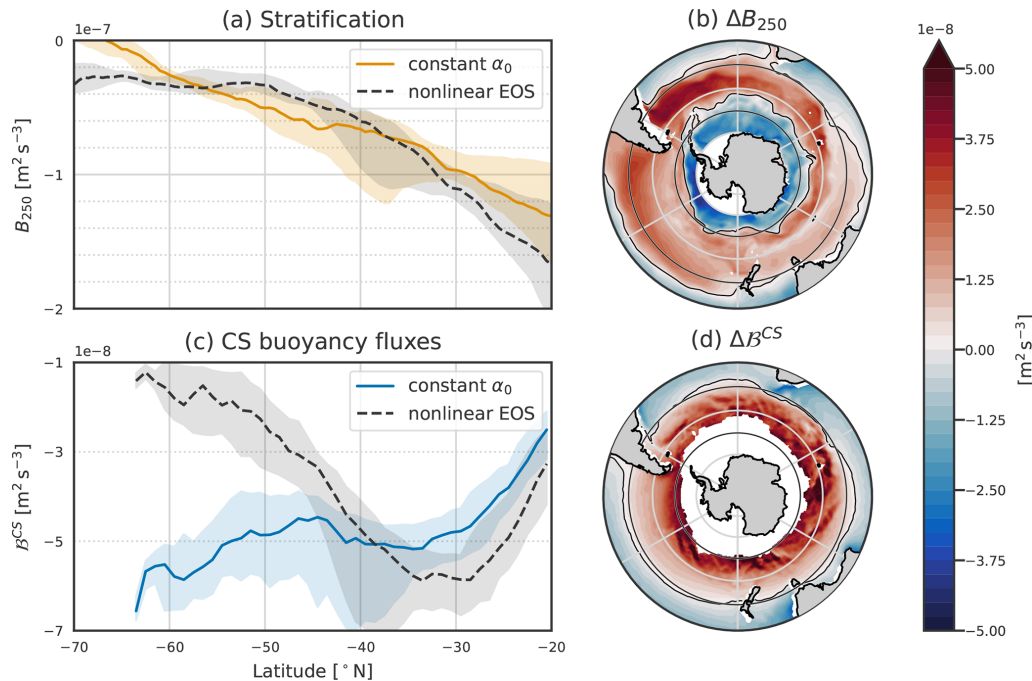 (a) Stratification
1e−7
0
−1
−2
B₂₅₀ [m² s⁻³]
constant α₀
nonlinear EOS
(b) ΔB₂₅₀
(c) CS buoyancy fluxes
1e−8
−1
−3
−5
−7
ℬ^CS [m² s⁻³]
constant α₀
nonlinear EOS
−70 −60 −50 −40 −30 −20
Latitude [°N]
(d) Δℬ^CS
1e−8
5.00
3.75
2.50
1.25
0.00
−1.25
−2.50
−3.75
−5.00
[m² s⁻³]